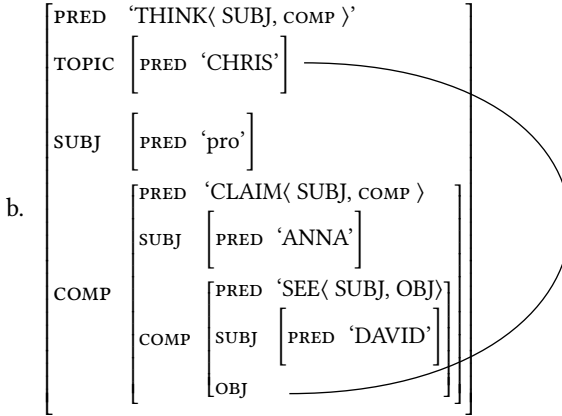 PRED ‘THINK⟨ SUBJ, COMP ⟩’
TOPIC [PRED ‘CHRIS’]
SUBJ [PRED ‘pro’]
PRED ‘CLAIM⟨ SUBJ, COMP ⟩
b.
SUBJ [PRED ‘ANNA’]
PRED ‘SEE⟨ SUBJ, OBJ⟩
COMP
COMP SUBJ [PRED ‘DAVID’]
OBJ